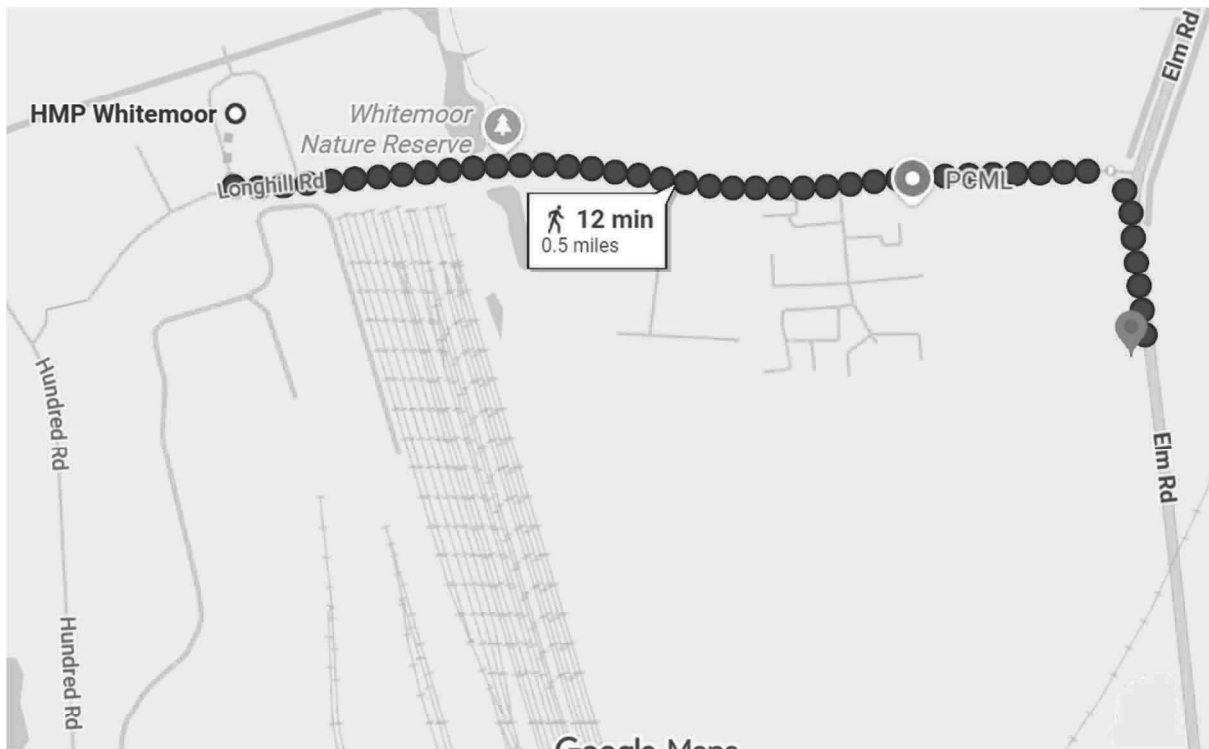 Elm Rd
HMP Whitemoor
Whitemoor
Nature Reserve
Longhill Rd
PCML
12 min
0.5 miles
Hundred Rd
Elm Rd
Hundred Rd
Google Maps